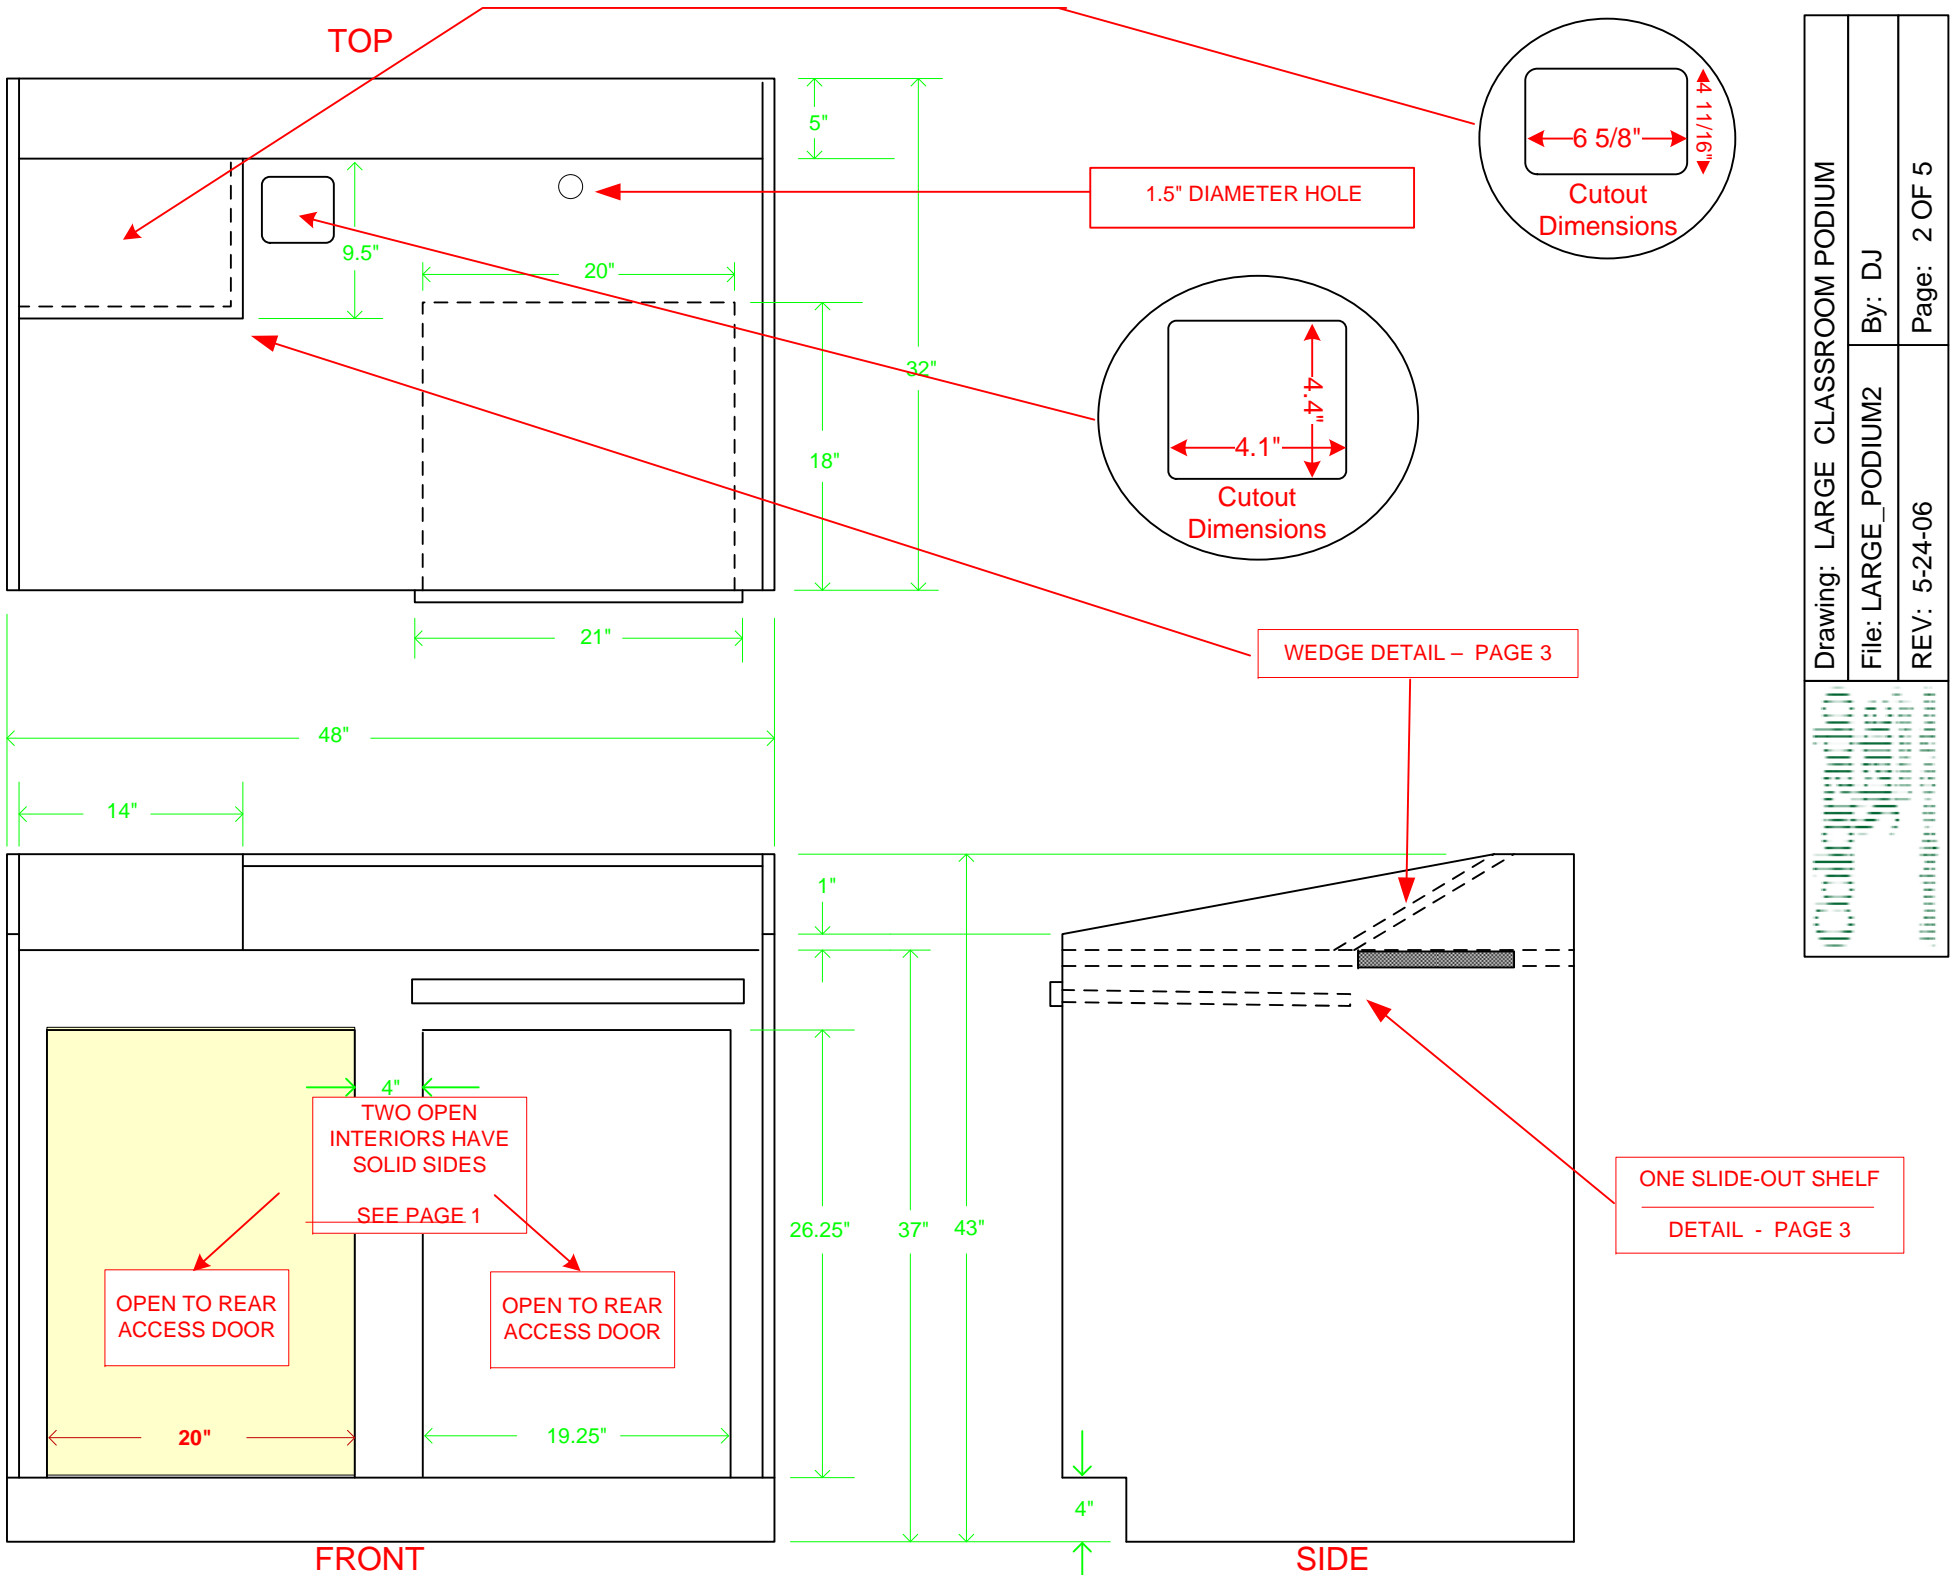 TOP
5"
9.5"
20"
32"
18"
21"
48"
14"
1.5" DIAMETER HOLE
6 5/8"
4 11/16"
Cutout
Dimensions
4.4"
4.1"
Cutout
Dimensions
WEDGE DETAIL – PAGE 3
1"
4"
TWO OPEN
INTERIORS HAVE
SOLID SIDES
SEE PAGE 1
OPEN TO REAR
ACCESS DOOR
OPEN TO REAR
ACCESS DOOR
20"
19.25"
26.25"
37"
43"
4"
ONE SLIDE-OUT SHELF
DETAIL - PAGE 3
FRONT
SIDE
Drawing: LARGE CLASSROOM PODIUM
File: LARGE_PODIUM2
By: DJ
REV: 5-24-06
Page: 2 OF 5